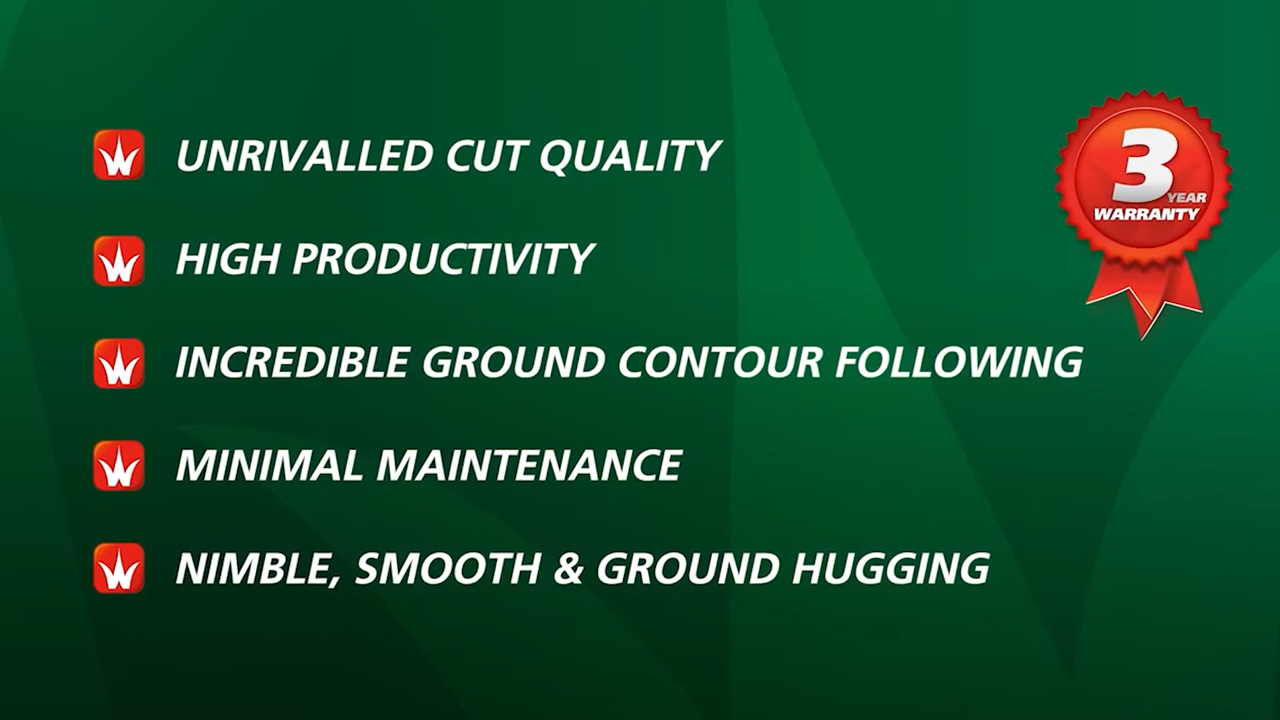 UNRIVALLED CUT QUALITY
HIGH PRODUCTIVITY
INCREDIBLE GROUND CONTOUR FOLLOWING
MINIMAL MAINTENANCE
NIMBLE, SMOOTH & GROUND HUGGING
3 YEAR
WARRANTY